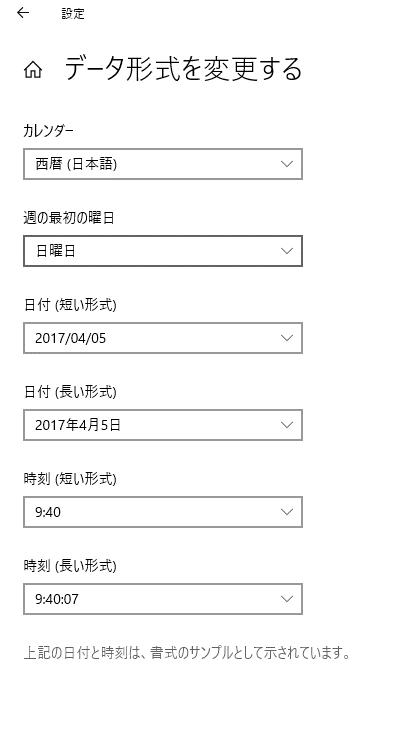 設定
データ形式を変更する
カレンダー
西暦 (日本語)
週の最初の曜日
日曜日
日付 (短い形式)
2017/04/05
日付 (長い形式)
2017年4月5日
時刻 (短い形式)
9:40
時刻 (長い形式)
9:40:07
上記の日付と時刻は、書式のサンプルとして示されています。